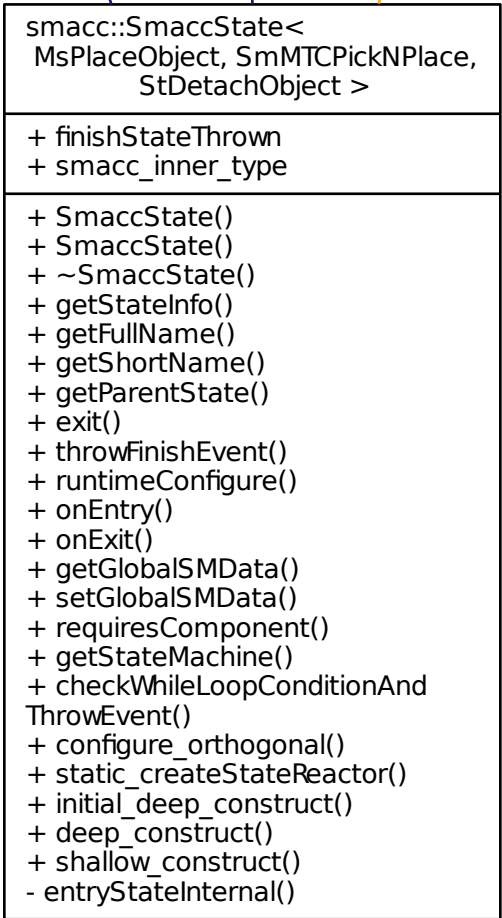 smacc::SmaccState<
MsPlaceObject, SmMTCPickNPlace,
StDetachObject >
+ finishStateThrown
+ smacc_inner_type
+ SmaccState()
+ SmaccState()
+ ~SmaccState()
+ getStateInfo()
+ getFullName()
+ getShortName()
+ getParentState()
+ exit()
+ throwFinishEvent()
+ runtimeConfigure()
+ onEntry()
+ onExit()
+ getGlobalSMData()
+ setGlobalSMData()
+ requiresComponent()
+ getStateMachine()
+ checkWhileLoopConditionAnd
ThrowEvent()
+ configure_orthogonal()
+ static_createStateReactor()
+ initial_deep_construct()
+ deep_construct()
+ shallow_construct()
- entryStateInternal()